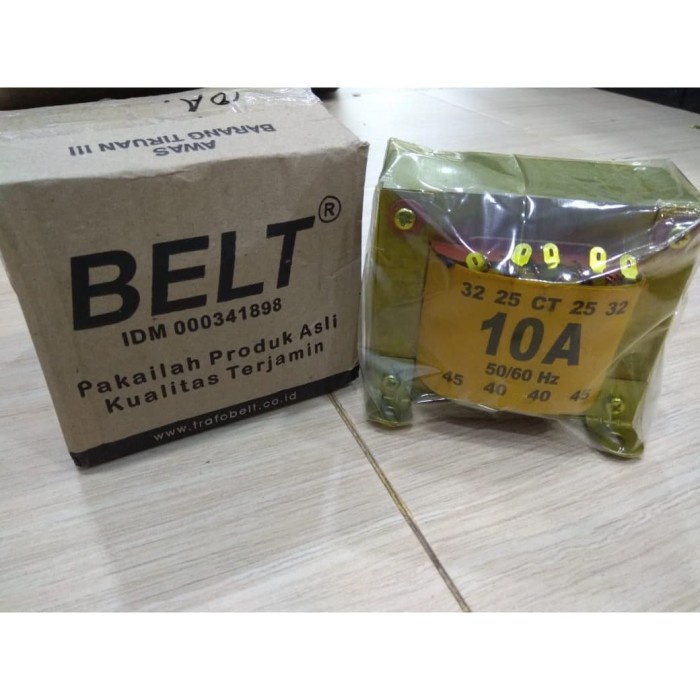 10A.
AWAS
BARANG TIRUAN !!!
BELT®
IDM 000341898
Pakailah Produk Asli
Kualitas Terjamin
www.trafobelt.co.id
32 25 CT 25 32
10A
50/60 Hz
45 40 40 45